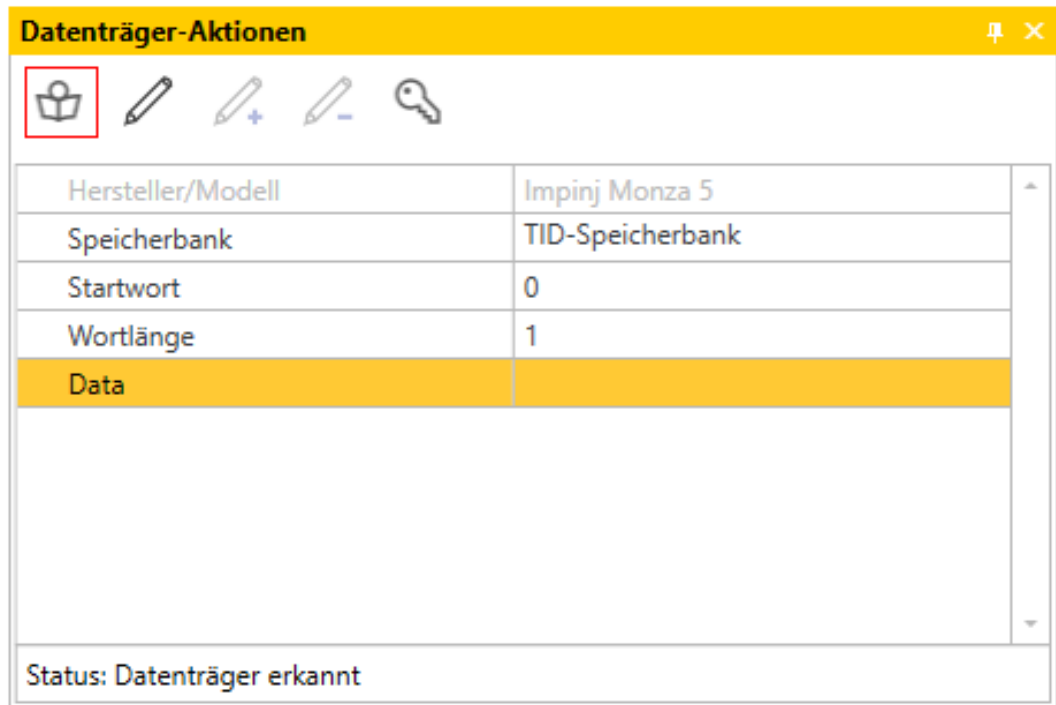 Datenträger-Aktionen
Hersteller/Modell Impinj Monza 5
Speicherbank TID-Speicherbank
Startwort 0
Wortlänge 1
Data
Status: Datenträger erkannt